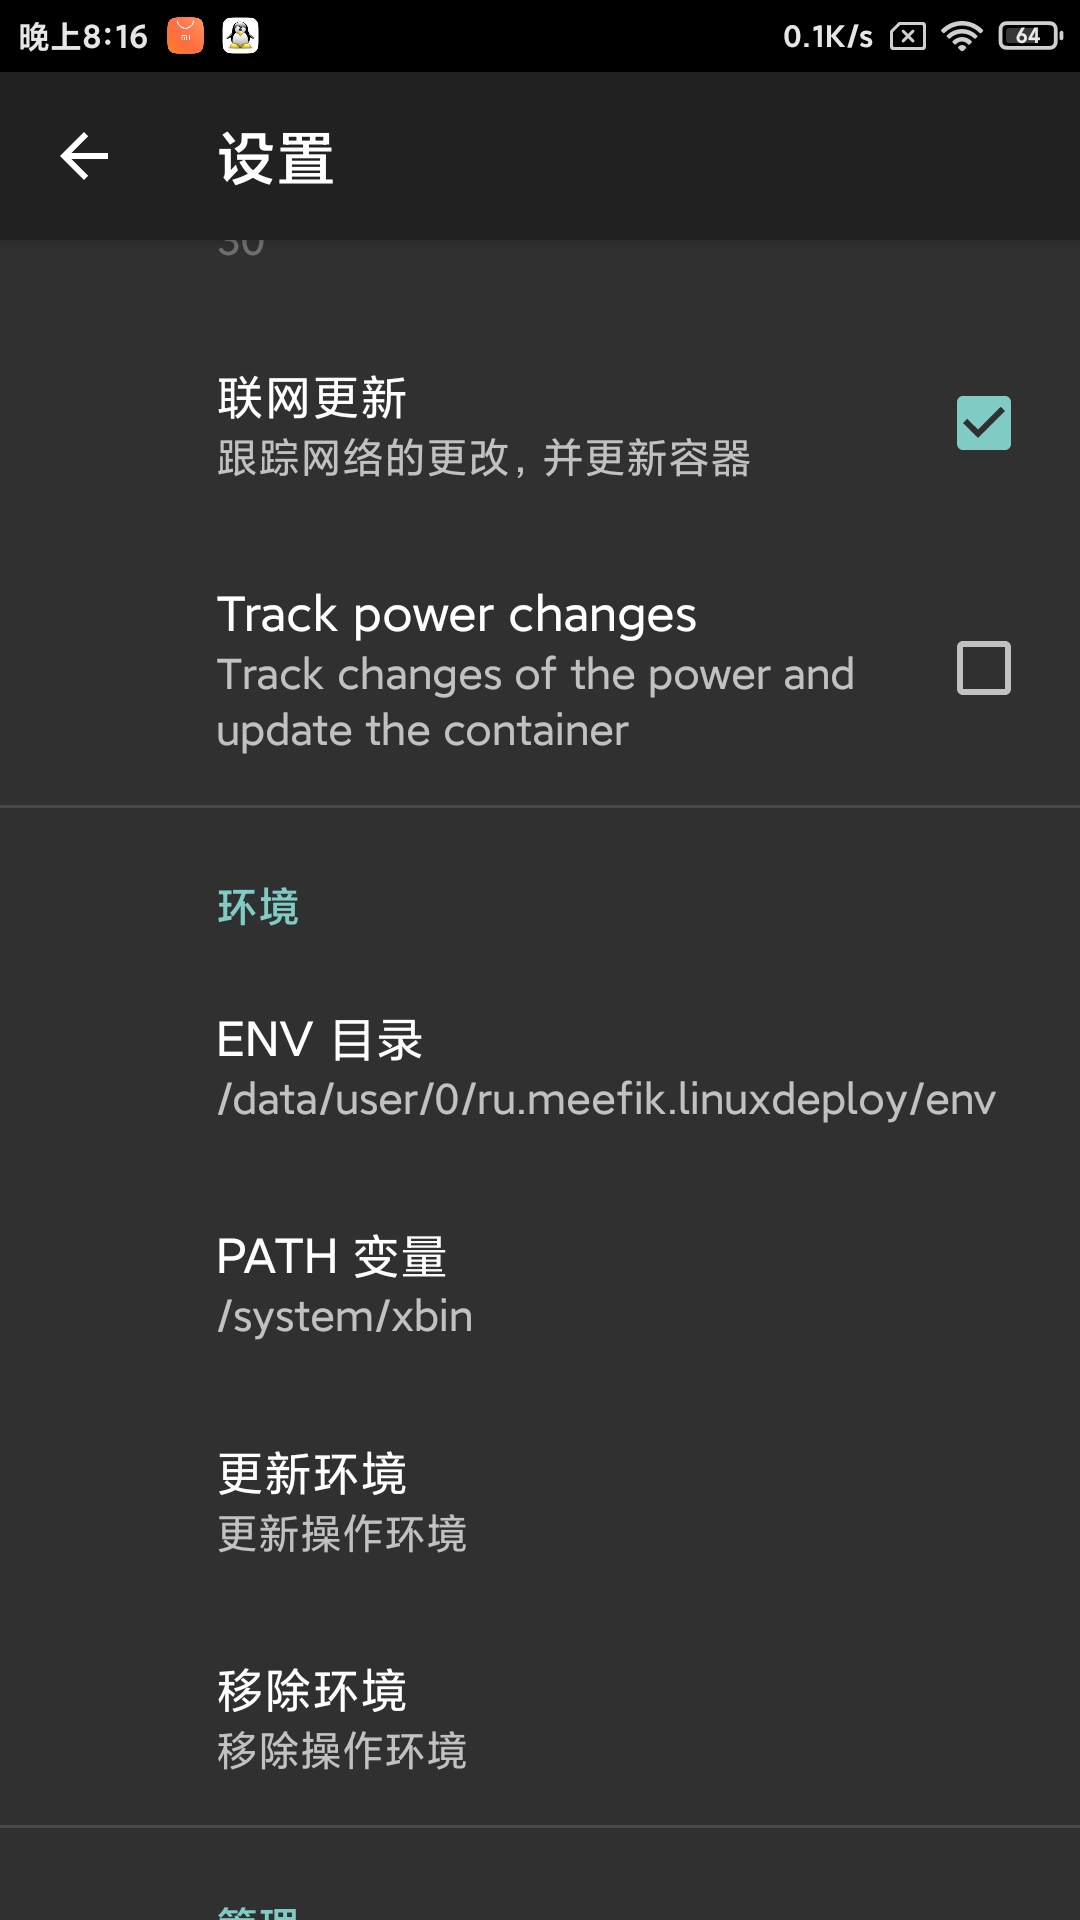 晚上8:16
0.1K/s
64
设置
30
联网更新
跟踪网络的更改，并更新容器
Track power changes
Track changes of the power and
update the container
环境
ENV 目录
/data/user/0/ru.meefik.linuxdeploy/env
PATH 变量
/system/xbin
更新环境
更新操作环境
移除环境
移除操作环境
管理